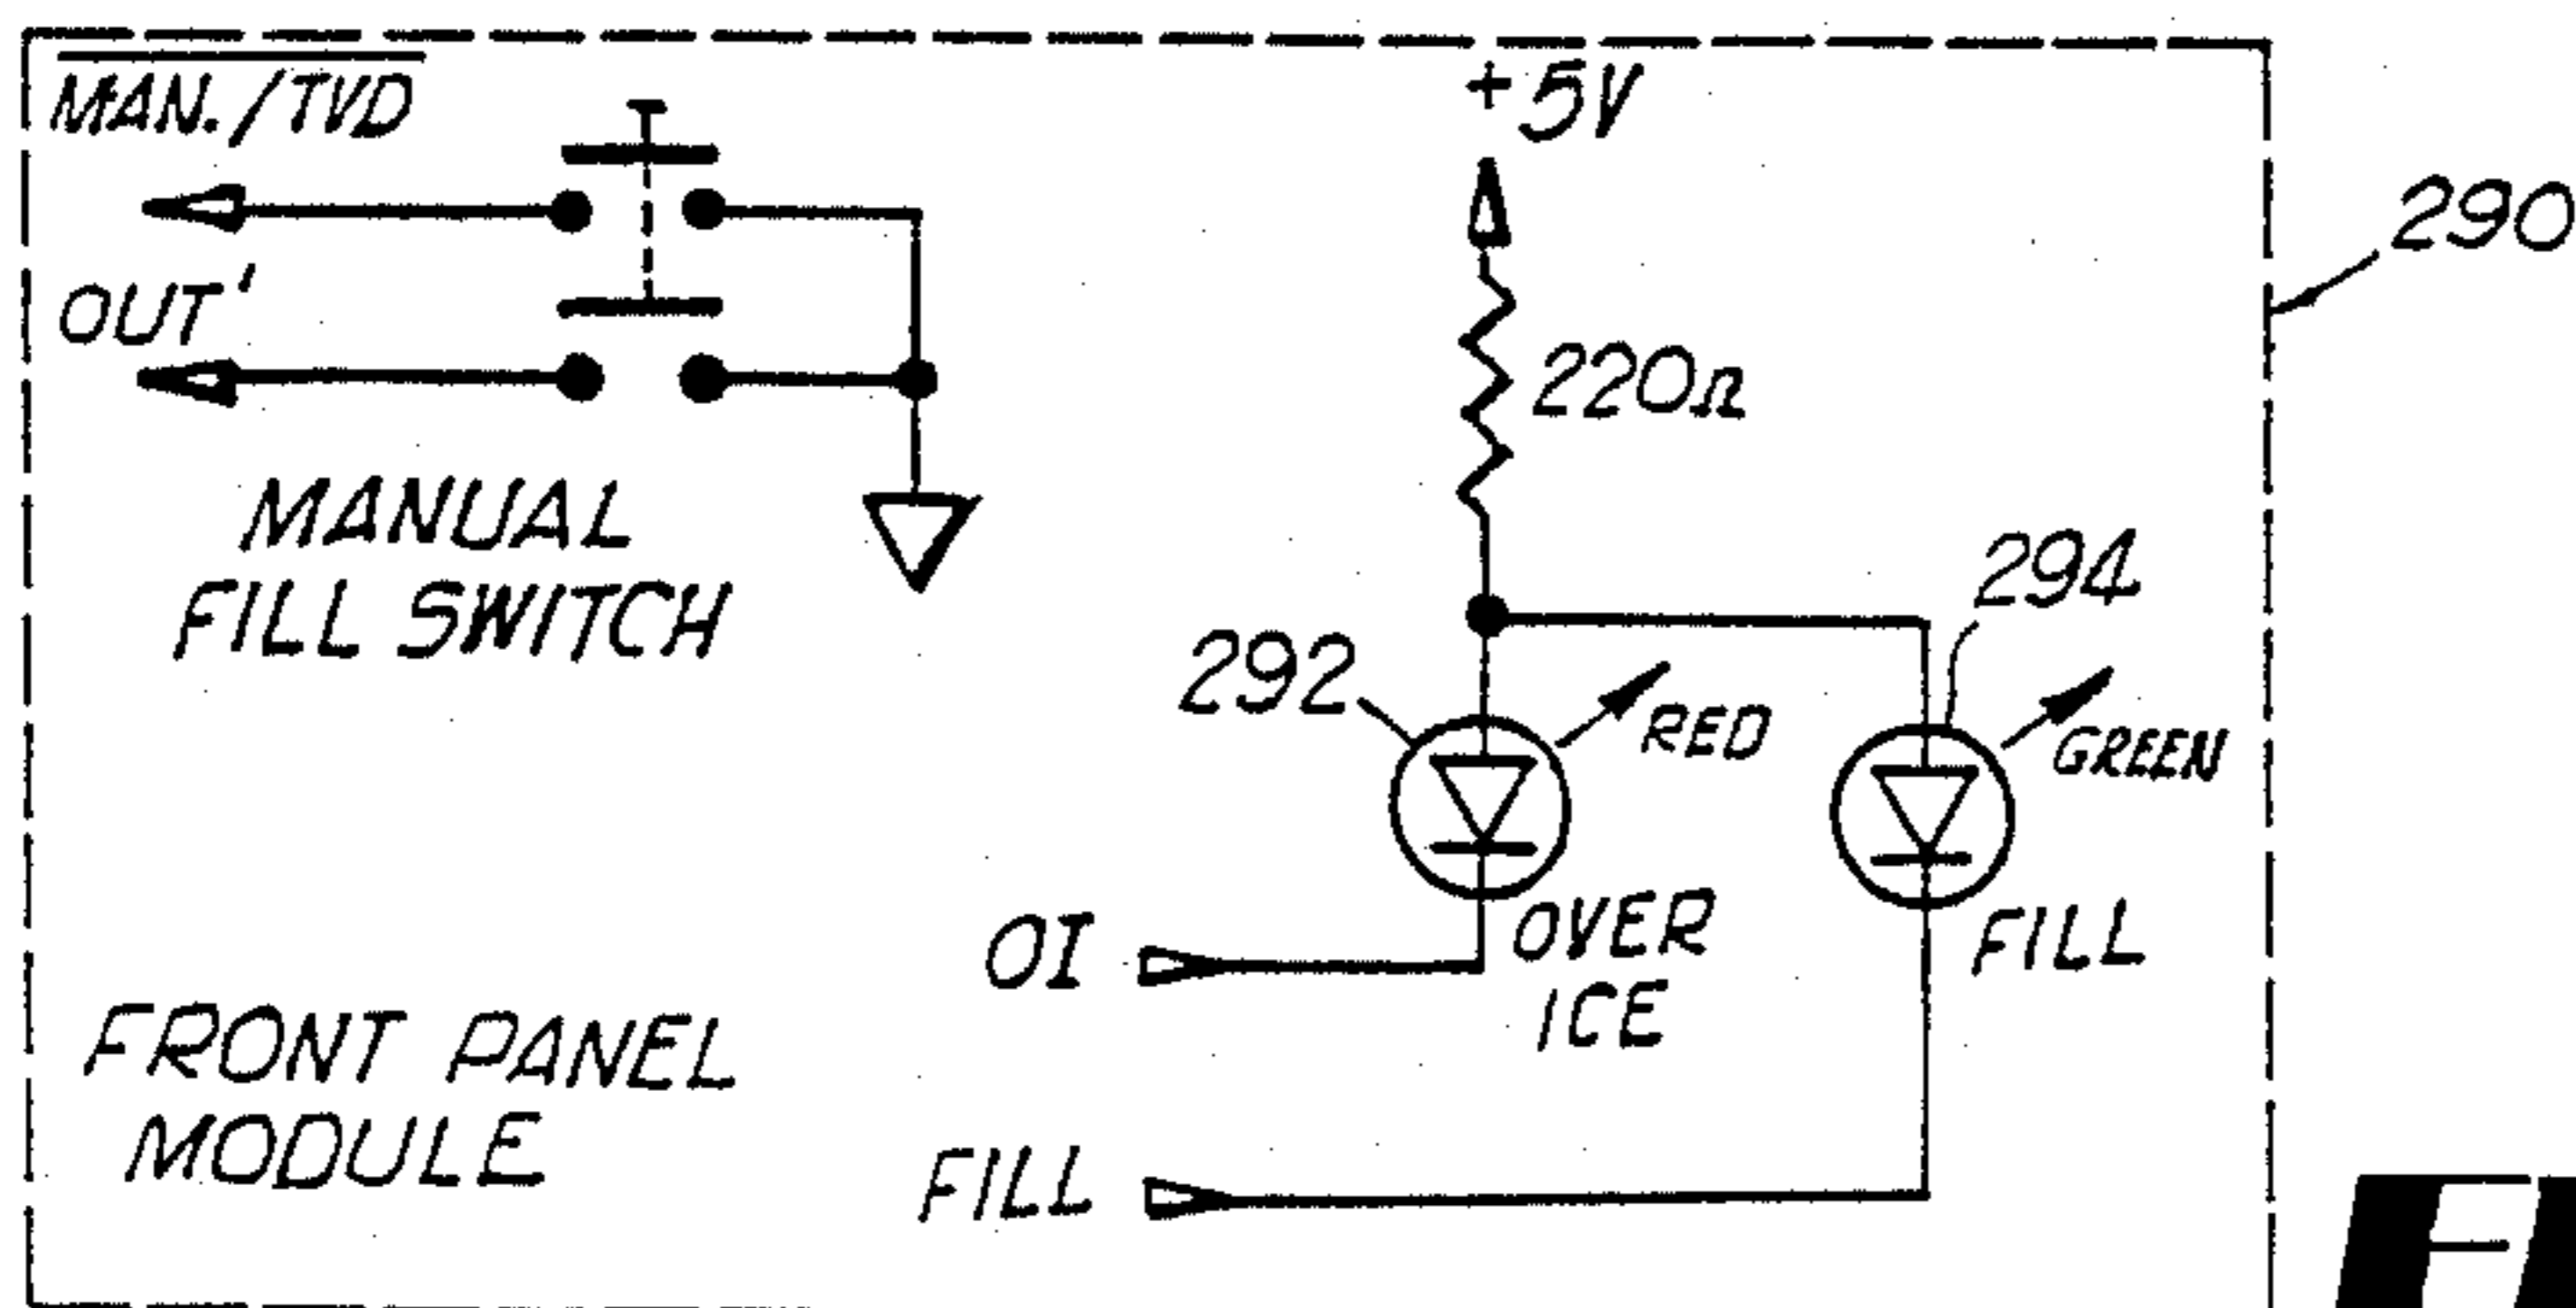 MAN./TVD
+5V
290
OUT'
220Ω
MANUAL
FILL SWITCH
294
292
RED
GREEN
OI
OVER
ICE
FILL
FRONT PANEL
MODULE
FILL